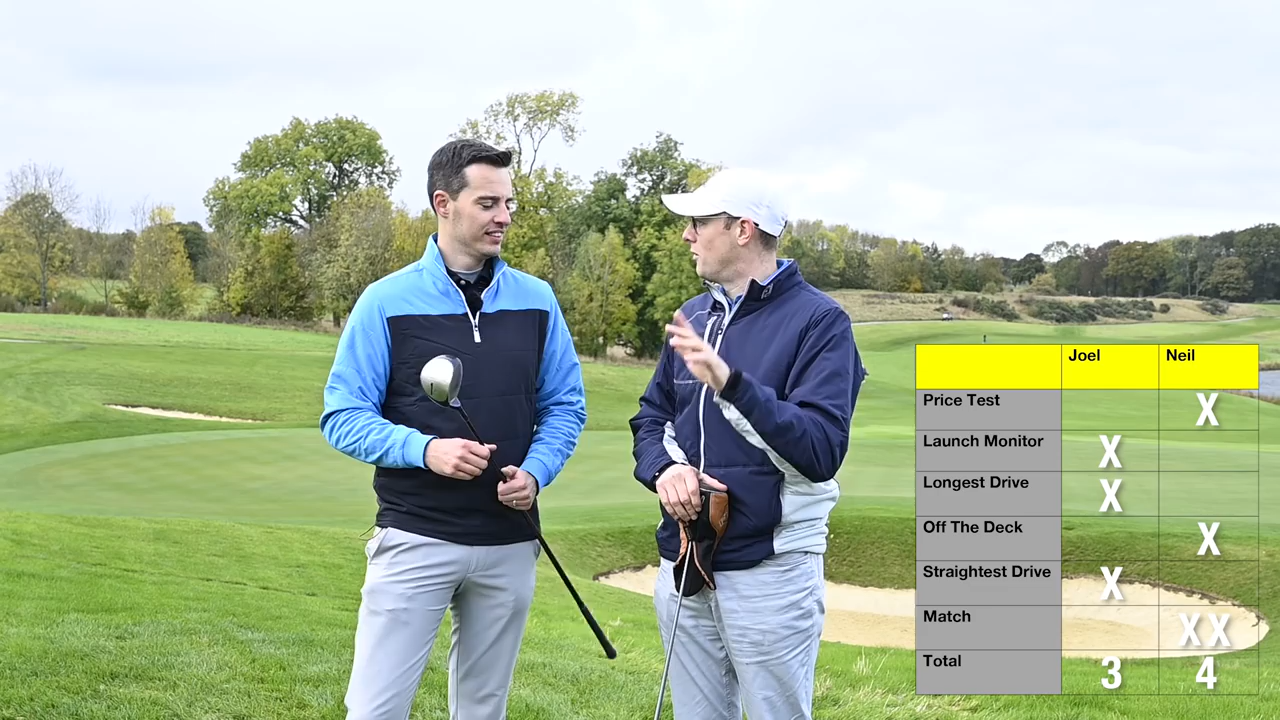 Joel Neil
Price Test X
Launch Monitor X
Longest Drive X
Off The Deck X
Straightest Drive X
Match XX
Total 3 4